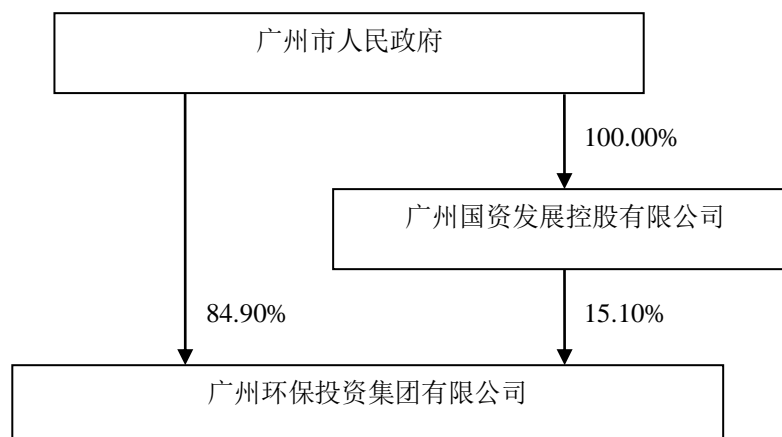 广州市人民政府
100.00%
广州国资发展控股有限公司
84.90%
15.10%
广州环保投资集团有限公司